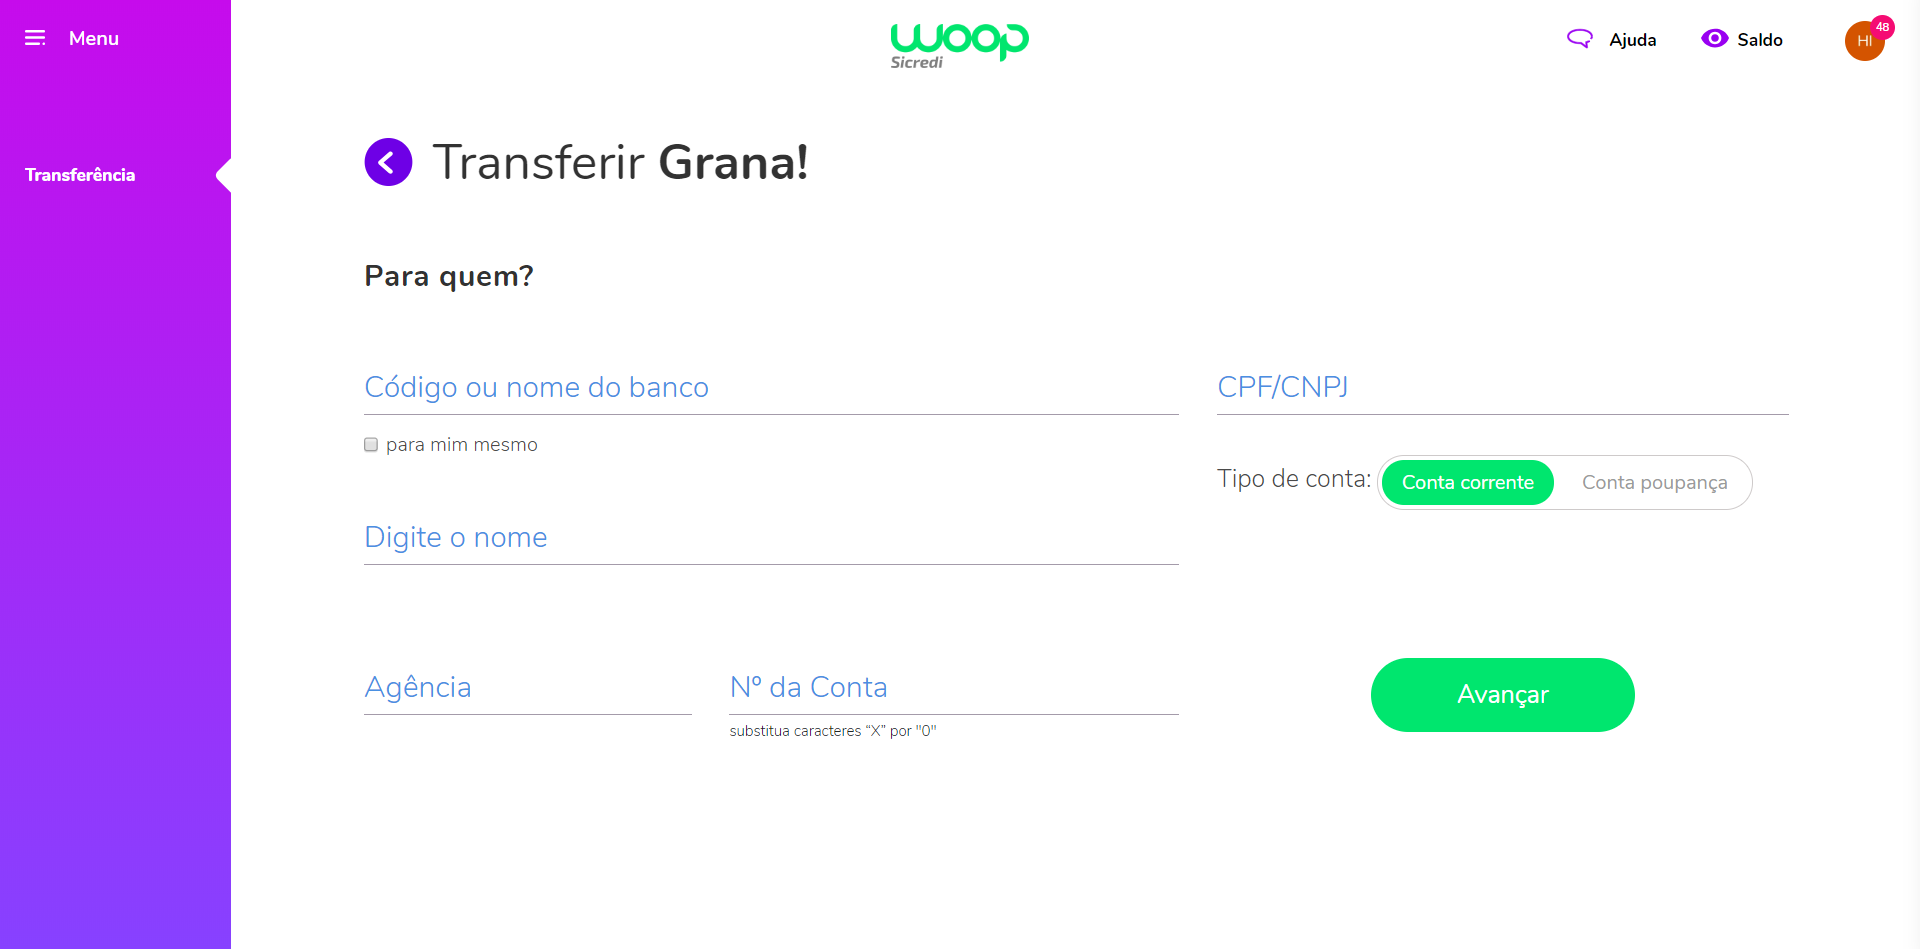 Menu
woop
Sicredi
Ajuda
Saldo
HI
48
Transferência
Transferir Grana!
Para quem?
Código ou nome do banco
CPF/CNPJ
para mim mesmo
Tipo de conta:
Conta corrente
Conta poupança
Digite o nome
Agência
Nº da Conta
substitua caracteres “X” por "0"
Avançar